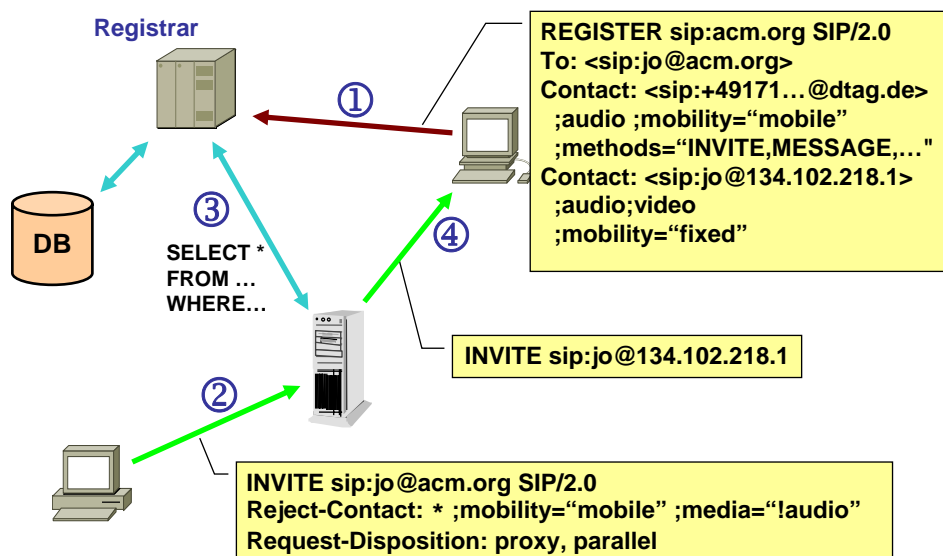 Registrar
①
REGISTER sip:acm.org SIP/2.0
To: <sip:jo@acm.org>
Contact: <sip:+49171…@dtag.de>
;audio ;mobility=“mobile”
;methods=“INVITE,MESSAGE,…"
Contact: <sip:jo@134.102.218.1>
;audio;video
;mobility=“fixed”
DB
③
SELECT *
FROM …
WHERE…
④
INVITE sip:jo@134.102.218.1
②
INVITE sip:jo@acm.org SIP/2.0
Reject-Contact: * ;mobility=“mobile” ;media=“!audio”
Request-Disposition: proxy, parallel